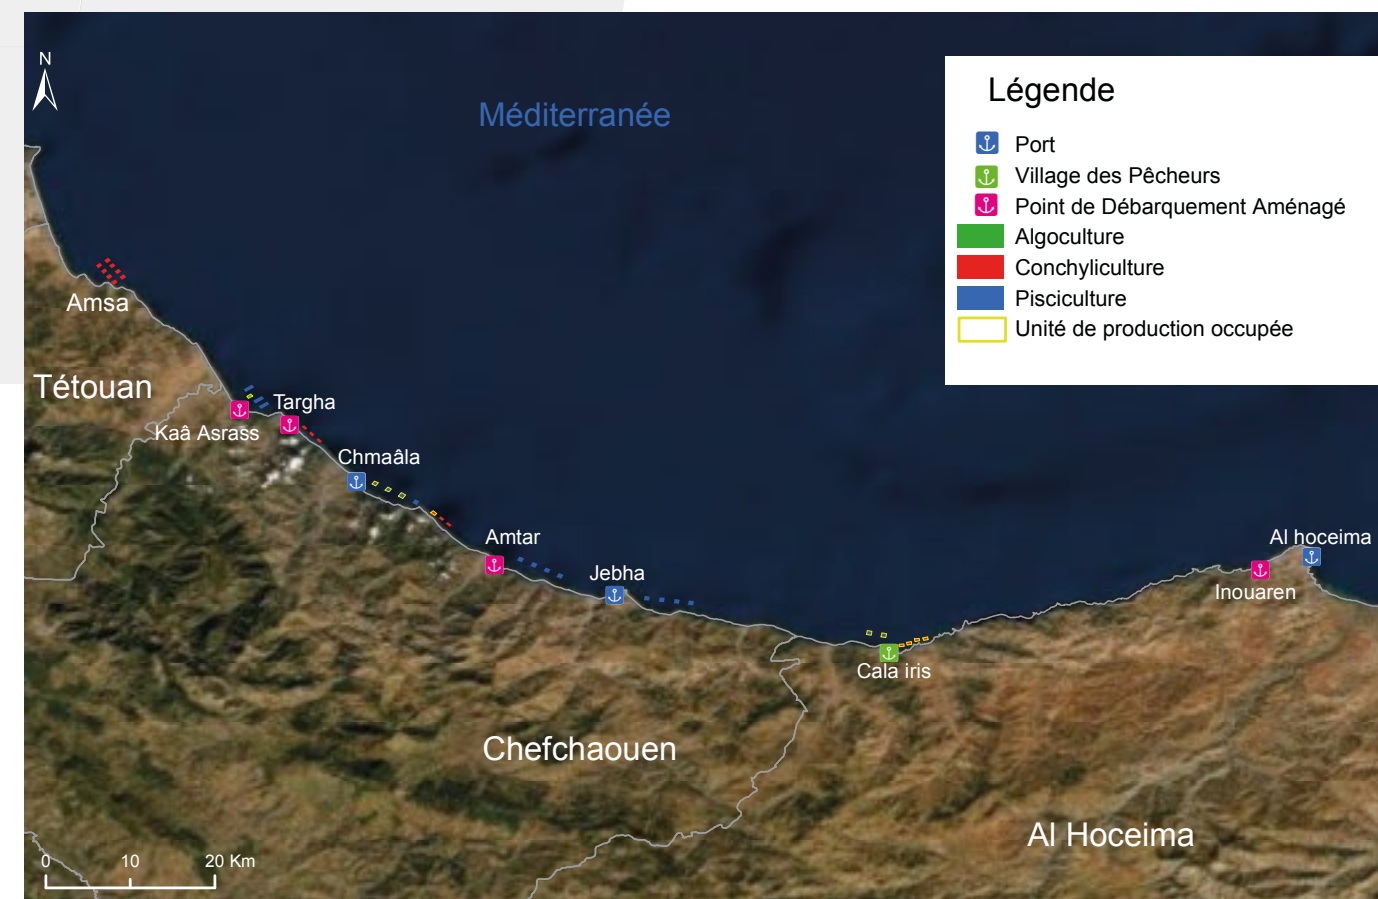 N
Méditerranée
Légende
Port
Village des Pêcheurs
Point de Débarquement Aménagé
Algoculture
Conchyliculture
Pisciculture
Unité de production occupée
Amsa
Tétouan
Targha
Kaâ Asrass
Chmaâla
Amtar
Jebha
Al hoceima
Inouaren
Cala iris
Chefchaouen
Al Hoceima
0 10 20 Km